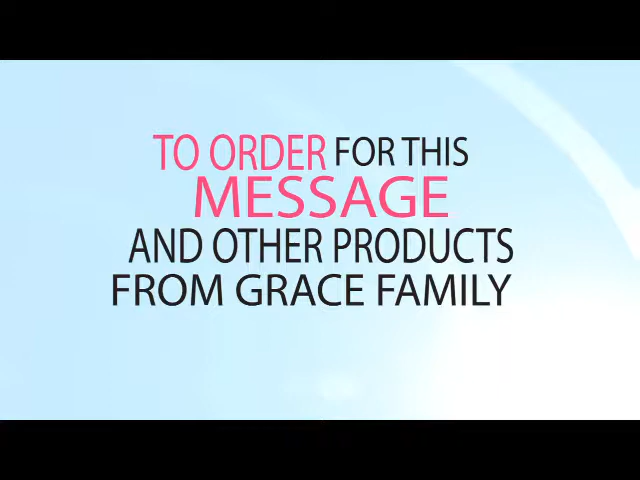 TO ORDER FOR THIS
MESSAGE
AND OTHER PRODUCTS
FROM GRACE FAMILY